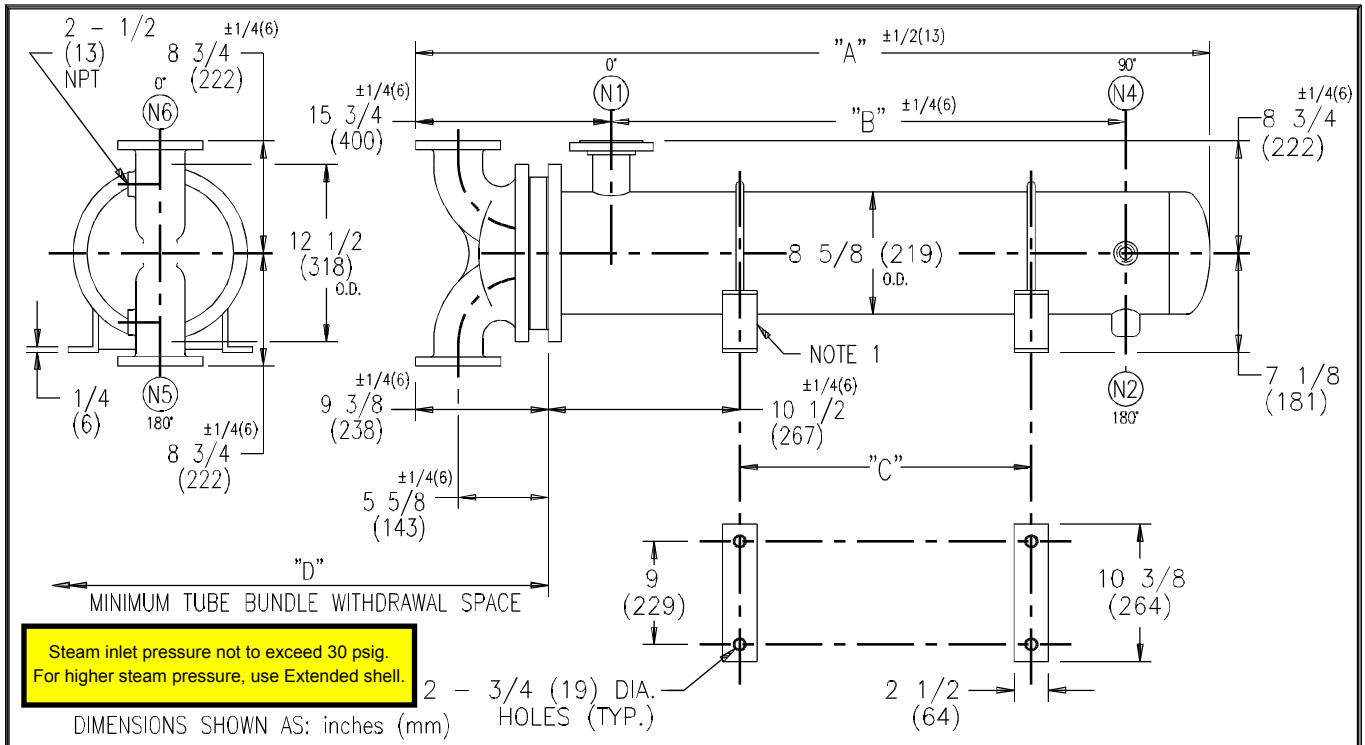 2 - 1/2
(13)
NPT
±1/4(6)
8 3/4
(222)
0°
N6
12 1/2
(318)
O.D.
1/4
(6)
N5
180°
±1/4(6)
8 3/4
(222)
"A" ±1/2(13)
0°
N1
±1/4(6)
15 3/4
(400)
"B" ±1/4(6)
90°
N4
±1/4(6)
8 3/4
(222)
8 5/8 (219)
O.D.
NOTE 1
7 1/8
(181)
N2
180°
±1/4(6)
9 3/8
(238)
±1/4(6)
10 1/2
(267)
±1/4(6)
5 5/8
(143)
"C"
"D"
MINIMUM TUBE BUNDLE WITHDRAWAL SPACE
9
(229)
10 3/8
(264)
Steam inlet pressure not to exceed 30 psig.
For higher steam pressure, use Extended shell.
2 - 3/4 (19) DIA.
HOLES (TYP.)
2 1/2
(64)
DIMENSIONS SHOWN AS: inches (mm)